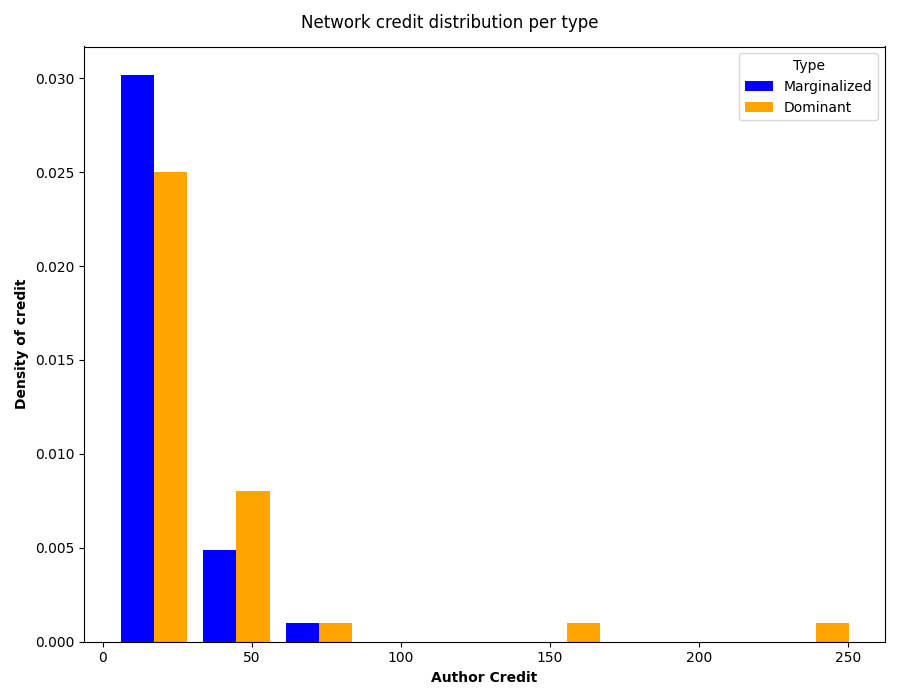 Network credit distribution per type
Type
Marginalized
Dominant
Density of credit
0.030
0.025
0.020
0.015
0.010
0.005
0.000
0 50 100 150 200 250
Author Credit